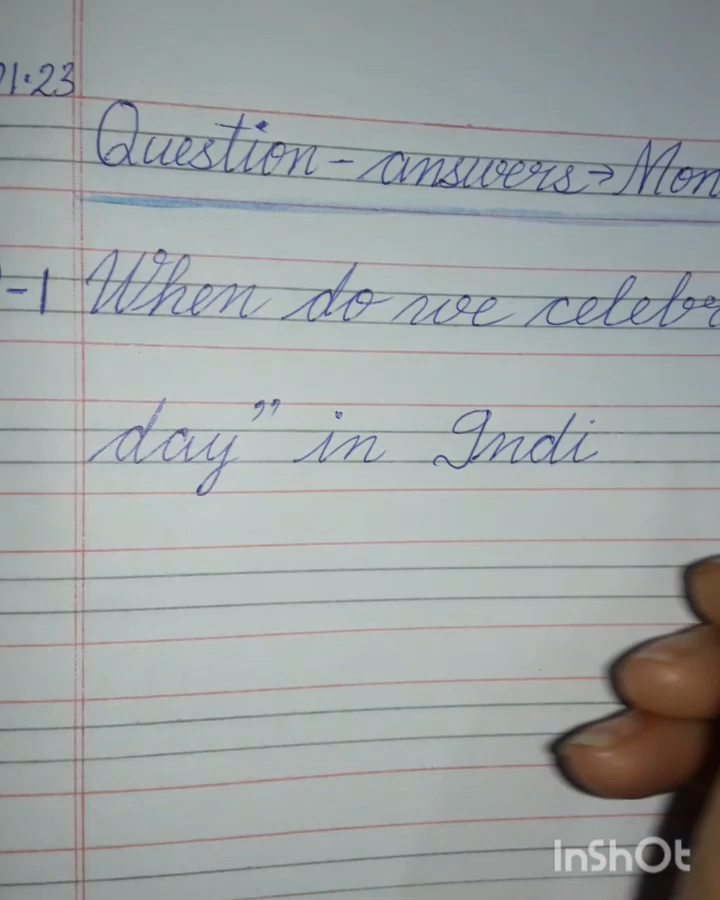 1.23
Question - answers → Mon
-1 When do we celebr
day" in Indi
InShOt